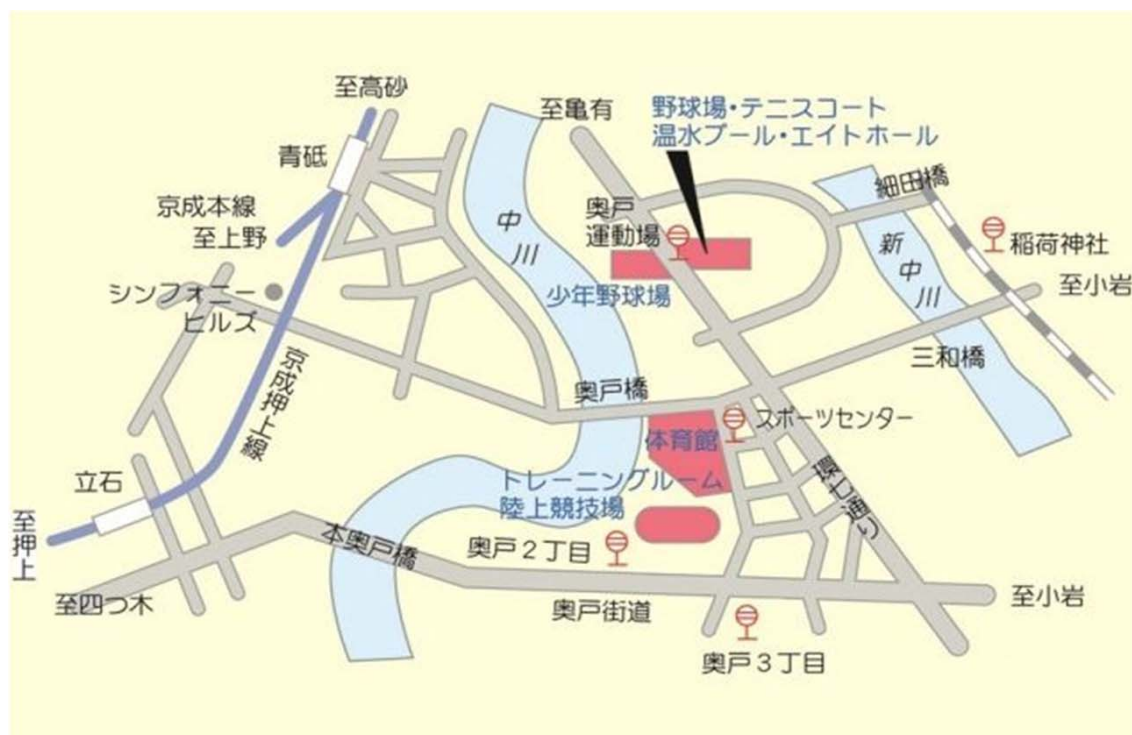 至高砂
至亀有
野球場・テニスコート
温水プール・エイトホール
青砥
細田橋
京成本線
至上野
中川
奥戸
運動場
新中川
稲荷神社
至小岩
シンフォニー
ヒルズ
少年野球場
三和橋
京成押上線
奥戸橋
スポーツセンター
体育館
立石
トレーニングルーム
陸上競技場
環七通り
至押上
本奥戸橋
奥戸2丁目
至四つ木
奥戸街道
至小岩
奥戸3丁目